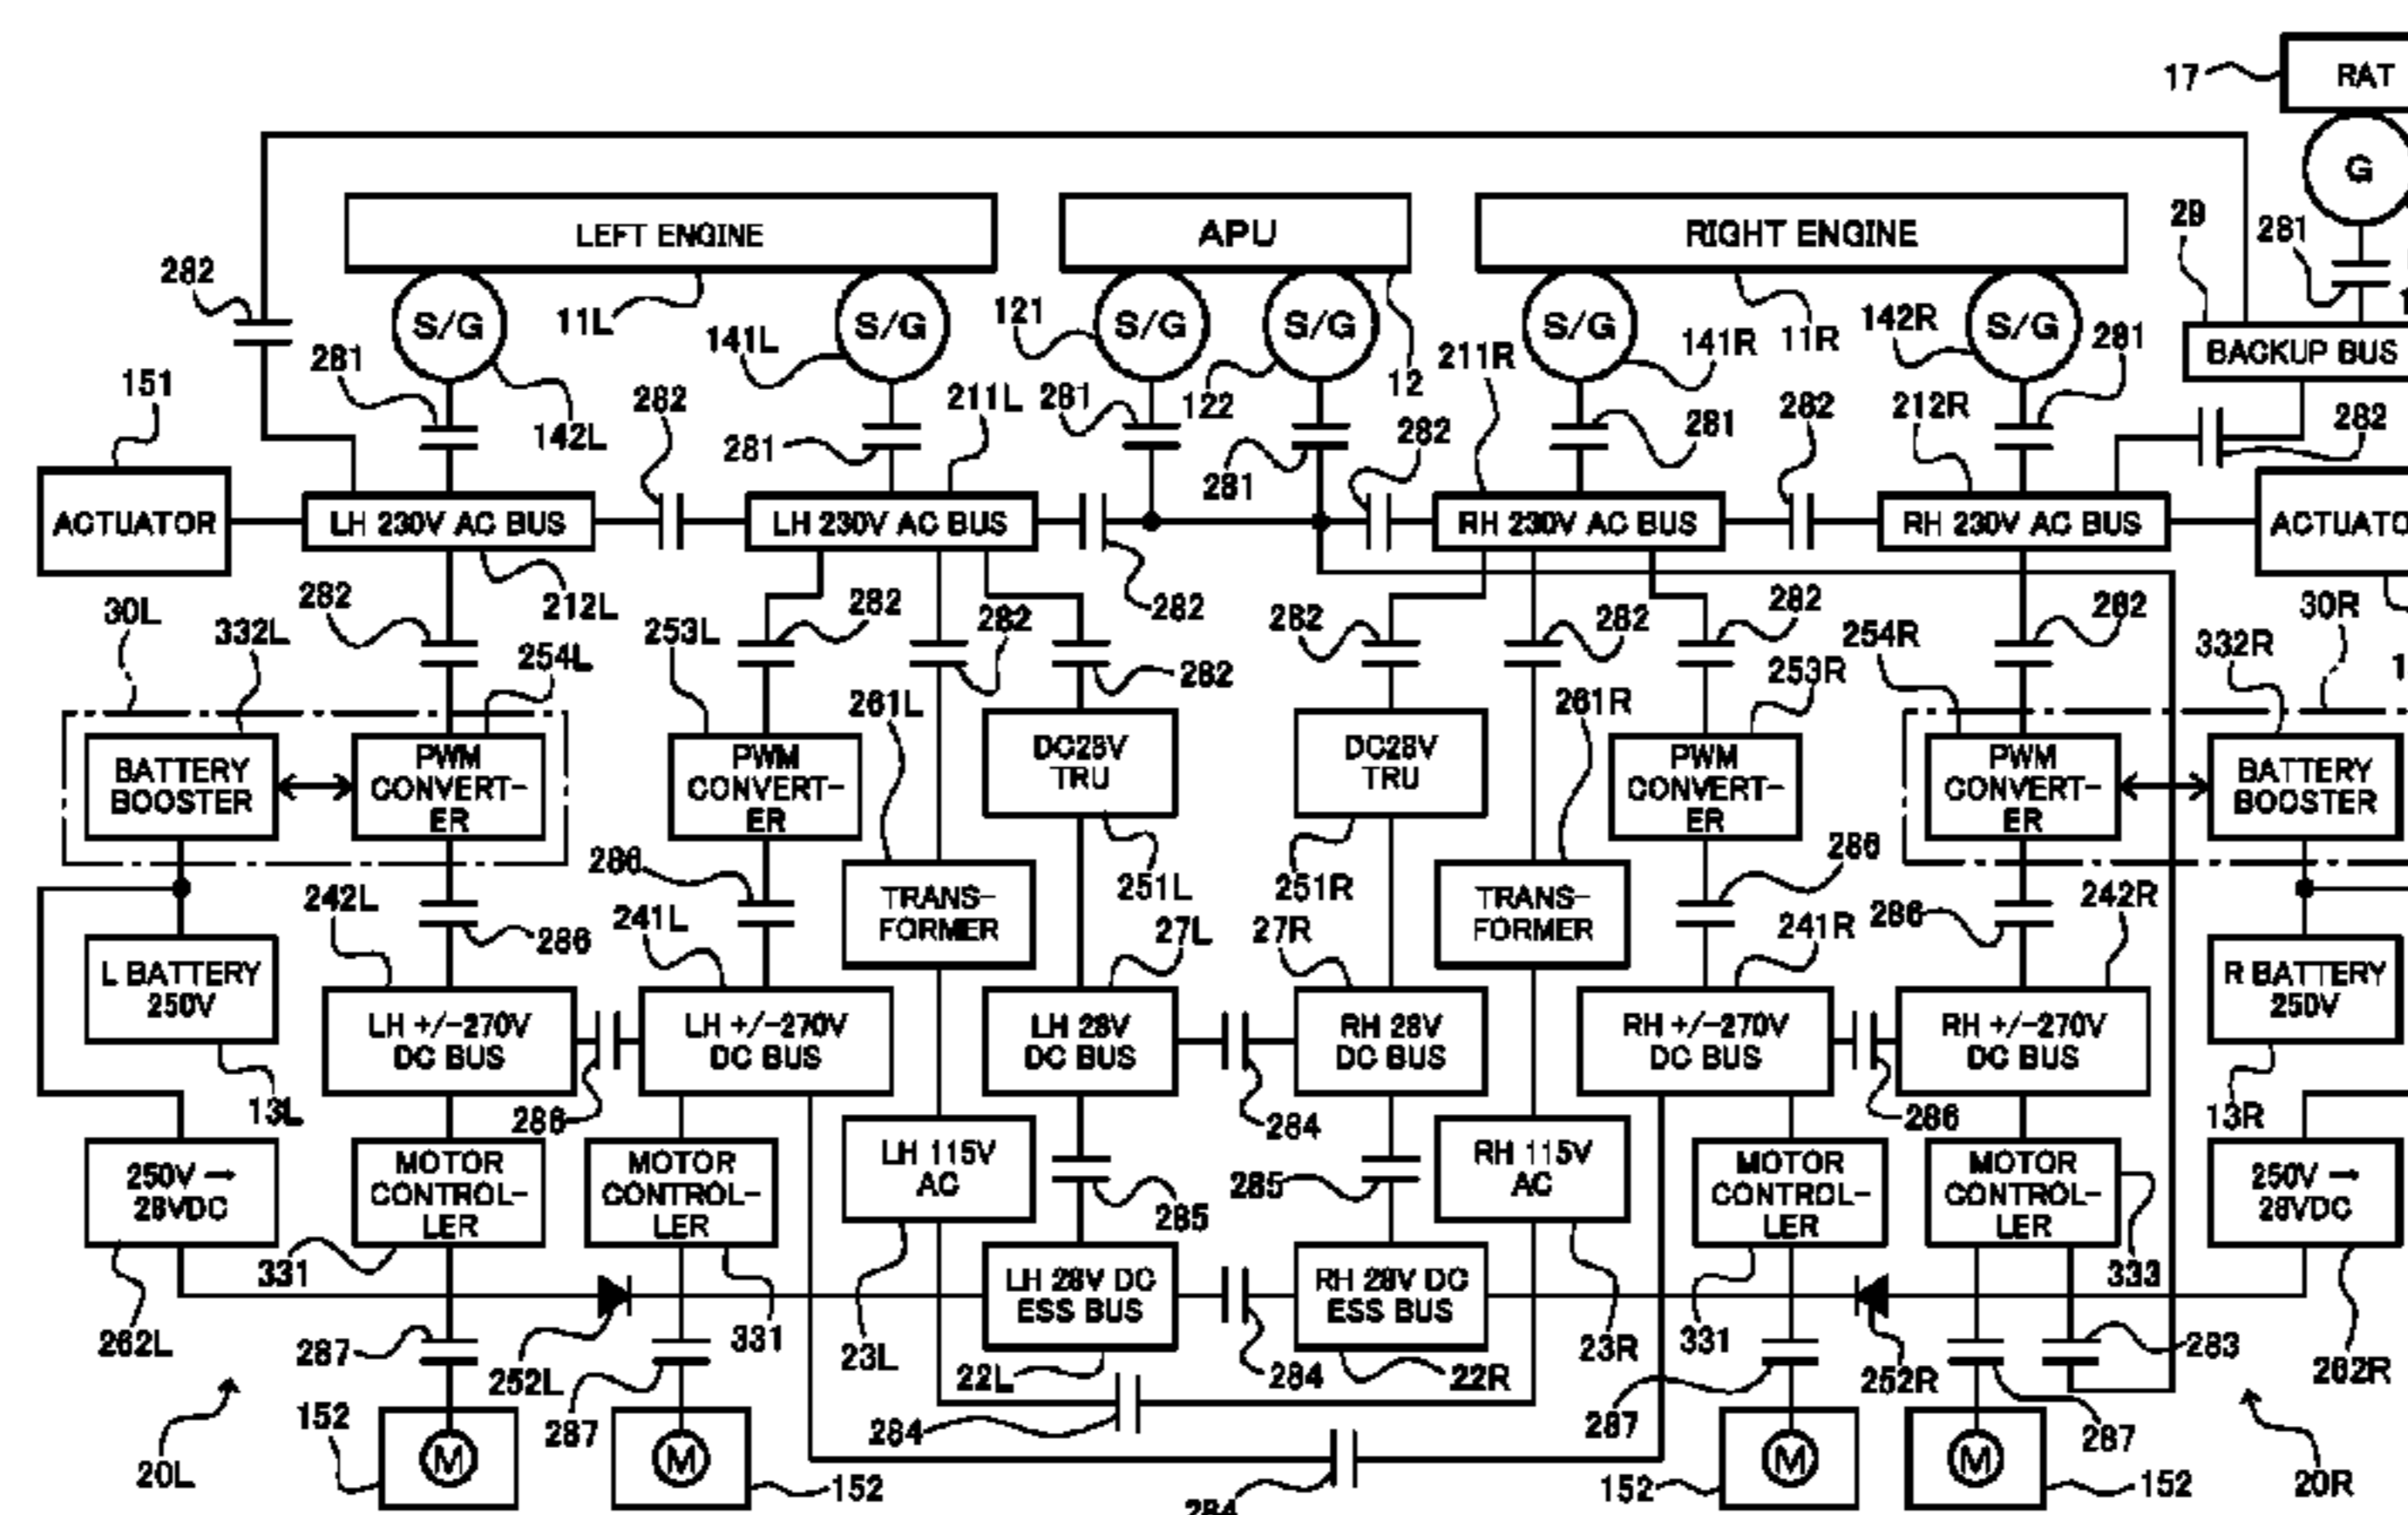 17
RAT
G
29
281
LEFT ENGINE
APU
RIGHT ENGINE
282
S/G
11L
S/G
121
S/G
S/G
S/G
11R
142R
S/G
BACKUP BUS
281
141L
211R
141R
281
151
142L
282
211L
281
122
12
282
212R
282
281
281
282
281
282
ACTUATOR
LH 230V AC BUS
LH 230V AC BUS
RH 230V AC BUS
RH 230V AC BUS
30L
332L
282
212L
253L
282
282
282
282
282
282
254R
282
30R
332R
254L
282
253R
261L
261R
BATTERY
BOOSTER
PWM
CONVERT-
ER
PWM
CONVERT-
ER
DC28V
TRU
DC28V
TRU
PWM
CONVERT-
ER
PWM
CONVERT-
ER
BATTERY
BOOSTER
242L
286
241L
286
TRANS-
FORMER
251L
27L
251R
27R
TRANS-
FORMER
286
241R
286
242R
L BATTERY
250V
LH +/-270V
DC BUS
LH +/-270V
DC BUS
LH 28V
DC BUS
RH 28V
DC BUS
RH +/-270V
DC BUS
RH +/-270V
DC BUS
R BATTERY
250V
13L
286
284
286
13R
250V→
28VDC
MOTOR
CONTROL-
LER
MOTOR
CONTROL-
LER
LH 115V
AC
285
285
RH 115V
AC
MOTOR
CONTROL-
LER
MOTOR
CONTROL-
LER
250V→
28VDC
331
LH 28V DC
ESS BUS
RH 28V DC
ESS BUS
333
262L
287
252L
331
23L
22L
284
22R
23R
331
252R
283
262R
20L
152
M
287
M
152
284
284
287
152
M
M
287
152
20R